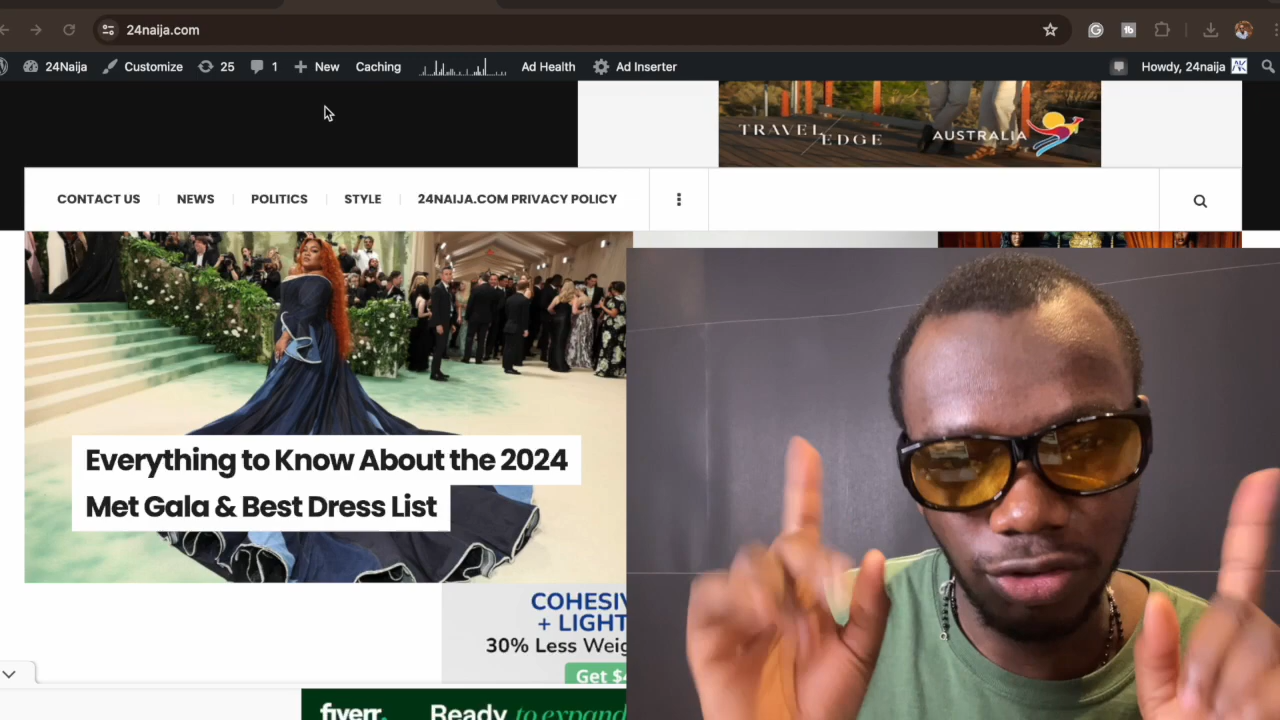 24naija.com
24Naija Customize 25 1 New Caching Ad Health Ad Inserter Howdy, 24naija
TRAVEL EDGE AUSTRALIA
CONTACT US NEWS POLITICS STYLE 24NAIJA.COM PRIVACY POLICY
Everything to Know About the 2024
Met Gala & Best Dress List
COHESIV
+ LIGHT
30% Less Weig
Get $
fiverr. Ready to expand